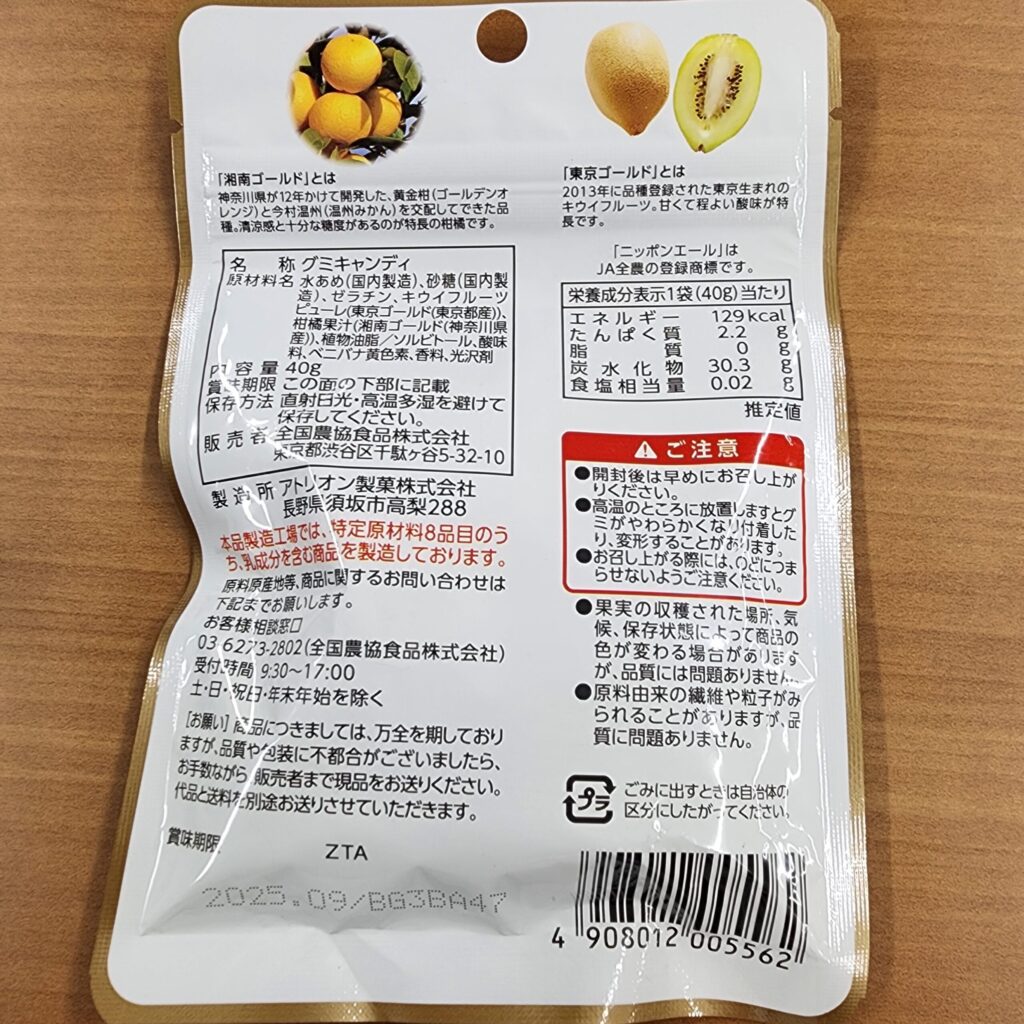 「湘南ゴールド」とは
神奈川県が12年かけて開発した、黄金柑(ゴールデンオ
レンジ)と今村温州(温州みかん)を交配してできた品
種。清涼感と十分な糖度があるのが特長の柑橘です。
「東京ゴールド」とは
2013年に品種登録された東京生まれの
キウイフルーツ。甘くて程よい酸味が特
長です。
「ニッポンエール」は
JA全農の登録商標です。
名称 グミキャンディ
原材料名 水あめ(国内製造)、砂糖(国内製
造)、ゼラチン、キウイフルーツ
ピューレ(東京ゴールド(東京都産))、
柑橘果汁(湘南ゴールド(神奈川県
産))、植物油脂/ソルビトール、酸味
料、ベニバナ黄色素、香料、光沢剤
内容量 40g
賞味期限 この面の下部に記載
保存方法 直射日光・高温多湿を避けて
保存してください。
販売者 全国農協食品株式会社
東京都渋谷区千駄ヶ谷5-32-10
製造所 アトリオン製菓株式会社
長野県須坂市高梨288
本品製造工場では、特定原材料8品目のう
ち、乳成分を含む商品を製造しております。
原料原産地等、商品に関するお問い合わせは
下記までお願いします。
お客様相談窓口
03-6273-2802(全国農協食品株式会社)
受付時間 9:30〜17:00
土・日・祝日・年末年始を除く
[お願い] 商品につきましては、万全を期しており
ますが、品質や包装に不都合がございましたら、
お手数ながら、販売者まで現品をお送りください。
代品と送料を別途お送りさせていただきます。
賞味期限
ZTA
2025.09/BG3BA47
栄養成分表示1袋(40g)当たり
エネルギー 129kcal
たんぱく質 2.2 g
脂質 0 g
炭水化物 30.3 g
食塩相当量 0.02 g
推定値
ご注意
●開封後は早めにお召し上が
りください。
●高温のところに放置しますとグ
ミがやわらかくなり付着した
り、変形することがあります。
●お召し上がる際には、のどにつま
らせないようご注意ください。
●果実の収穫された場所、気
候、保存状態によって商品の
色が変わる場合があります
が、品質には問題ありません。
●原料由来の繊維や粒子がみ
られることがありますが、品
質に問題ありません。
プラ
ごみに出すときは自治体の
区分にしたがってください。
4 908012 005562